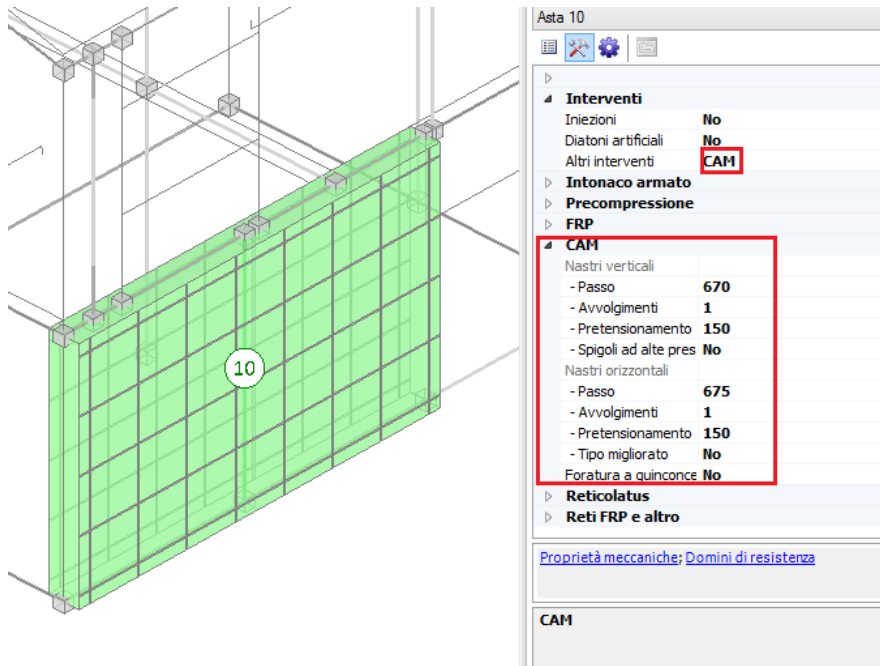 Asta 10
Interventi
Iniezioni No
Diatoni artificiali No
Altri interventi CAM
Intonaco armato
Precompressione
FRP
CAM
Nastri verticali
- Passo 670
- Avvolgimenti 1
- Pretensionamento 150
- Spigoli ad alte pres No
Nastri orizzontali
- Passo 675
- Avvolgimenti 1
- Pretensionamento 150
- Tipo migliorato No
Foratura a quinconce No
Reticolatus
Reti FRP e altro
Proprietà meccaniche; Domini di resistenza
CAM
10